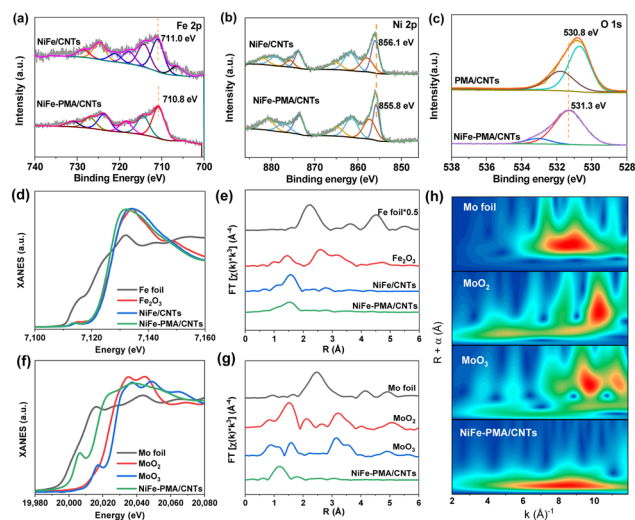 (a)
Fe 2p
NiFe/CNTs
711.0 eV
NiFe-PMA/CNTs
710.8 eV
Intensity (a.u.)
740 730 720 710 700
Binding energy (eV)
(b)
Ni 2p
NiFe/CNTs
856.1 eV
NiFe-PMA/CNTs
855.8 eV
Intensity (a.u.)
880 870 860 850
Binding Energy (eV)
(c)
O 1s
530.8 eV
PMA/CNTs
531.3 eV
NiFe-PMA/CNTs
Intensity(a.u.)
538 536 534 532 530 528
Binding energy (eV)
(d)
XANES (a.u.)
Fe foil
Fe2O3
NiFe/CNTs
NiFe-PMA/CNTs
7,100 7,120 7,140 7,160
Energy (eV)
(e)
FT [χ(k)*k³] (Å⁻⁴)
Fe foil*0.5
Fe2O3
NiFe/CNTs
NiFe-PMA/CNTs
0 1 2 3 4 5 6
R (Å)
(f)
XANES (a.u.)
Mo foil
MoO2
MoO3
NiFe-PMA/CNTs
19,980 20,000 20,020 20,040 20,060 20,080
Energy (eV)
(g)
FT [χ(k)*k³] (Å⁻⁴)
Mo foil
MoO2
MoO3
NiFe-PMA/CNTs
0 1 2 3 4 5 6
R (Å)
(h)
Mo foil
MoO2
MoO3
NiFe-PMA/CNTs
R + α (Å)
2 4 6 8 10
k (Å)⁻¹